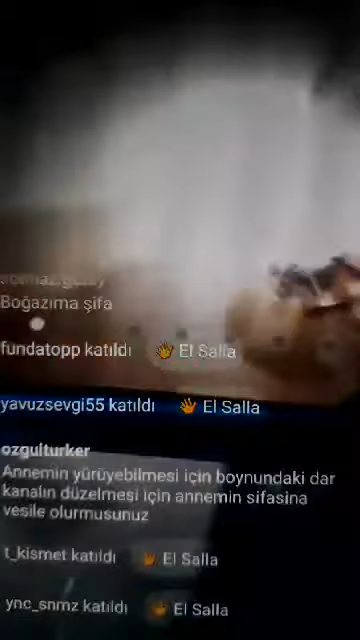 Boğazıma şifa
fundatopp katıldı 👋 El Salla
yavuzsevgi55 katıldı 👋 El Salla
ozgulturker
Annemin yürüyebilmesi için boynundaki dar
kanalın düzelmesi için annemin sifasina
vesile olurmusunuz
t_kismet katıldı 👋 El Salla
ync_snmz katıldı 👋 El Salla